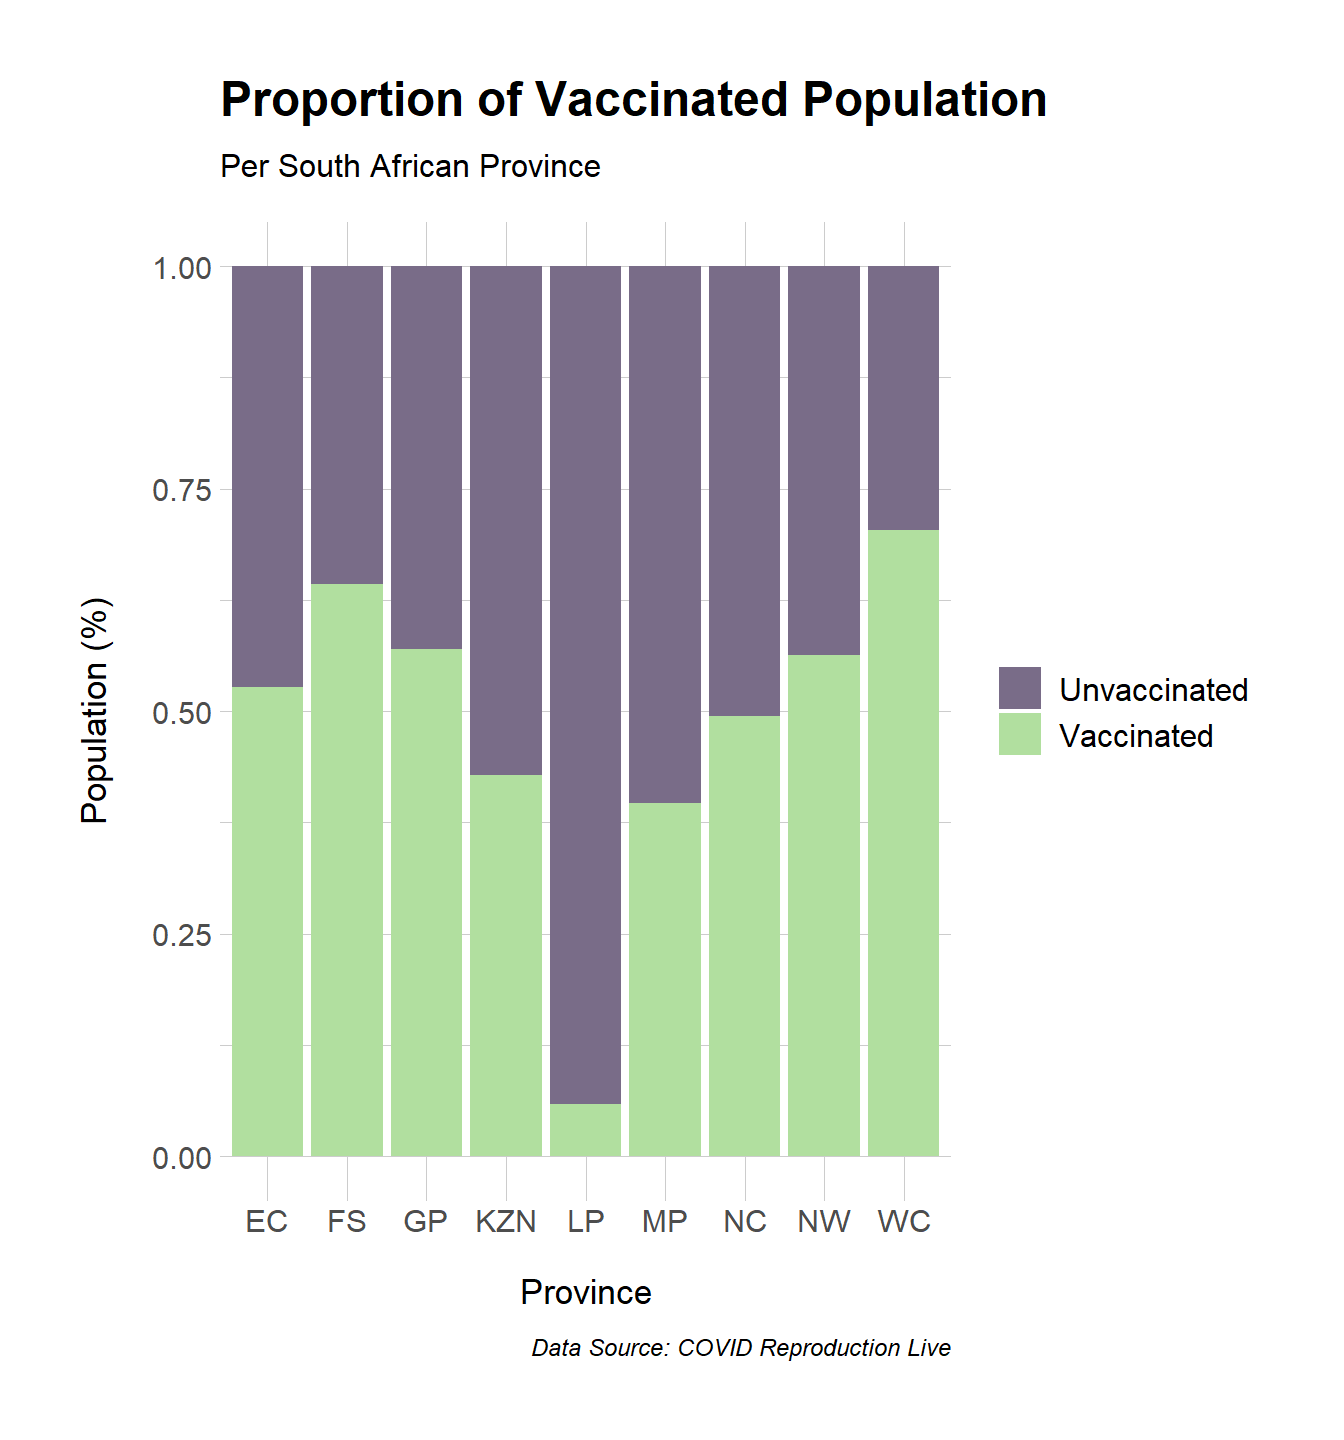 Proportion of Vaccinated Population
Per South African Province
1.00
0.75
0.50
0.25
0.00
Population (%)
EC FS GP KZN LP MP NC NW WC
Province
Unvaccinated
Vaccinated
Data Source: COVID Reproduction Live